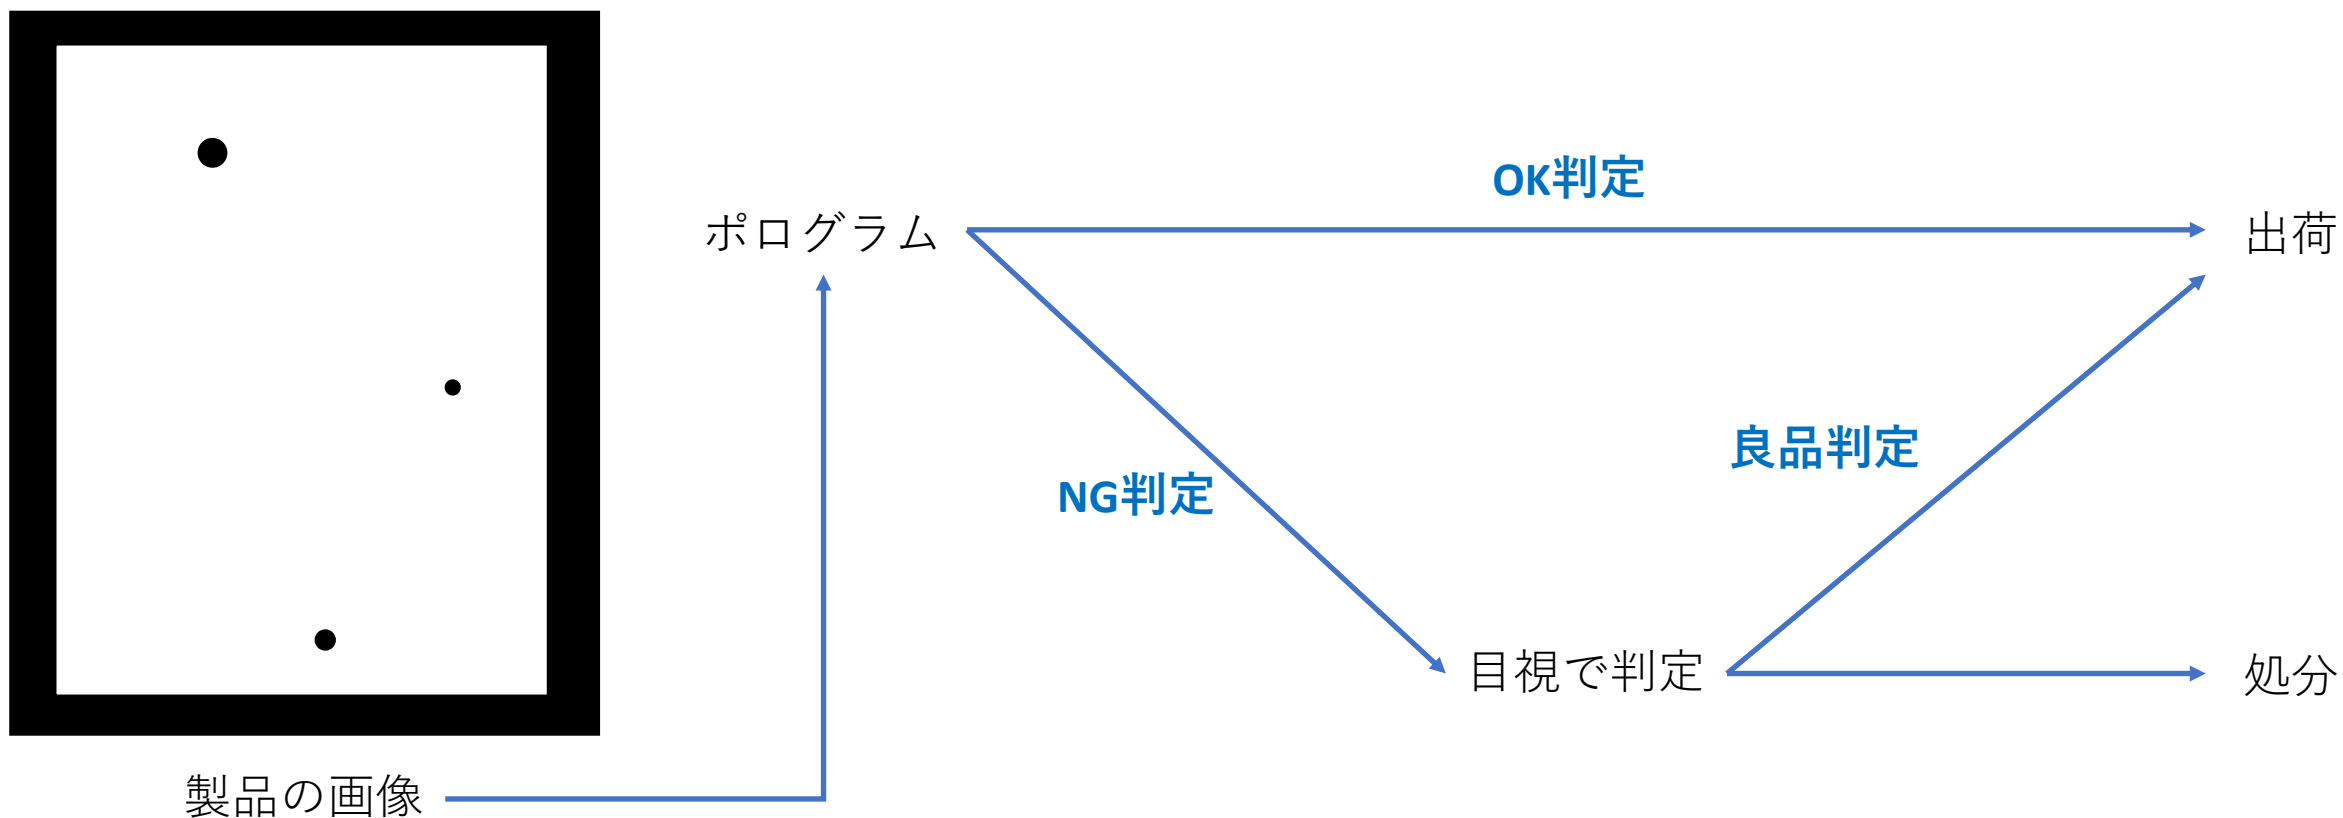 OK判定
ポログラム
出荷
良品判定
NG判定
目視で判定
処分
製品の画像